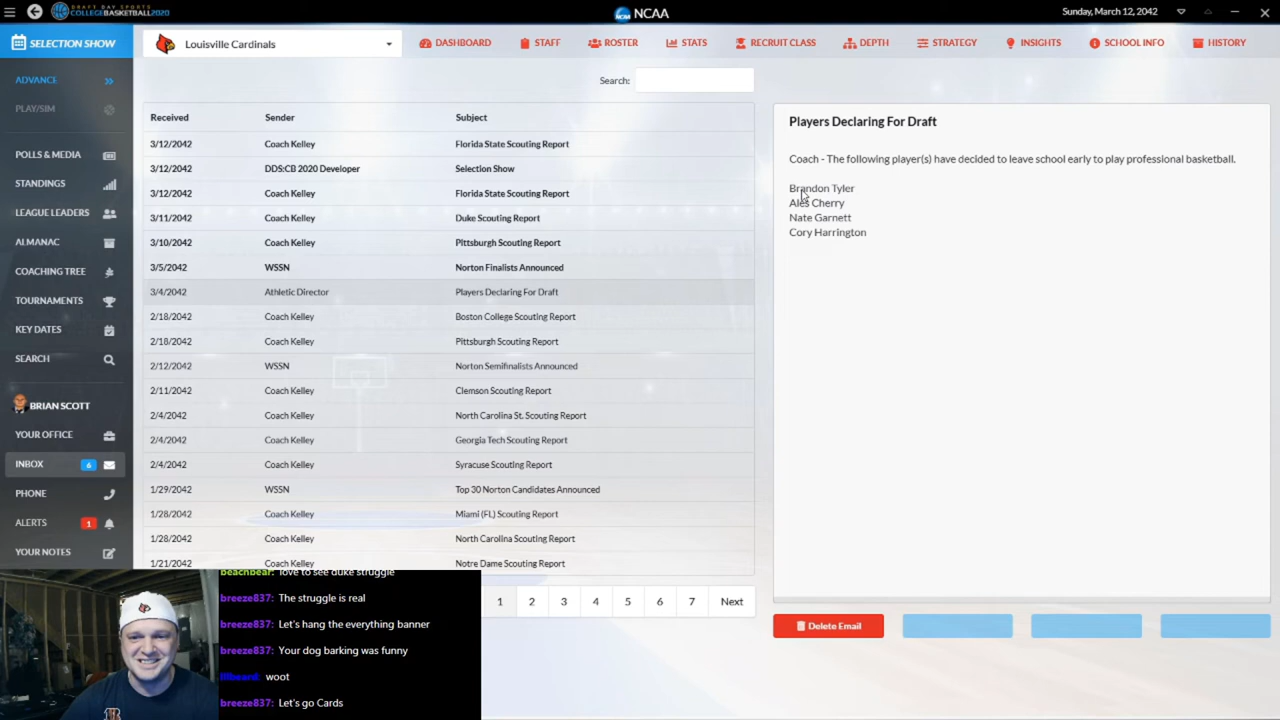 DRAFT DAY SPORTS
COLLEGE BASKETBALL 2020
NCAA
Sunday, March 12, 2042
SELECTION SHOW
Louisville Cardinals
DASHBOARD
STAFF
ROSTER
STATS
RECRUIT CLASS
DEPTH
STRATEGY
INSIGHTS
SCHOOL INFO
HISTORY
ADVANCE
PLAY/SIM
POLLS & MEDIA
STANDINGS
LEAGUE LEADERS
ALMANAC
COACHING TREE
TOURNAMENTS
KEY DATES
SEARCH
BRIAN SCOTT
YOUR OFFICE
INBOX 6
PHONE
ALERTS 1
YOUR NOTES
Search:
Received Sender Subject
3/12/2042 Coach Kelley Florida State Scouting Report
3/12/2042 DDS:CB 2020 Developer Selection Show
3/12/2042 Coach Kelley Florida State Scouting Report
3/11/2042 Coach Kelley Duke Scouting Report
3/10/2042 Coach Kelley Pittsburgh Scouting Report
3/5/2042 WSSN Norton Finalists Announced
3/4/2042 Athletic Director Players Declaring For Draft
2/18/2042 Coach Kelley Boston College Scouting Report
2/18/2042 Coach Kelley Pittsburgh Scouting Report
2/12/2042 WSSN Norton Semifinalists Announced
2/11/2042 Coach Kelley Clemson Scouting Report
2/4/2042 Coach Kelley North Carolina St. Scouting Report
2/4/2042 Coach Kelley Georgia Tech Scouting Report
2/4/2042 Coach Kelley Syracuse Scouting Report
1/29/2042 WSSN Top 30 Norton Candidates Announced
1/28/2042 Coach Kelley Miami (FL) Scouting Report
1/28/2042 Coach Kelley North Carolina Scouting Report
1/21/2042 Coach Kelley Notre Dame Scouting Report
1 2 3 4 5 6 7 Next
Players Declaring For Draft
Coach - The following player(s) have decided to leave school early to play professional basketball.
Brandon Tyler
Ales Cherry
Nate Garnett
Cory Harrington
Delete Email
beachbear: love to see duke struggle
breeze837: The struggle is real
breeze837: Let's hang the everything banner
breeze837: Your dog barking was funny
woot
breeze837: Let's go Cards